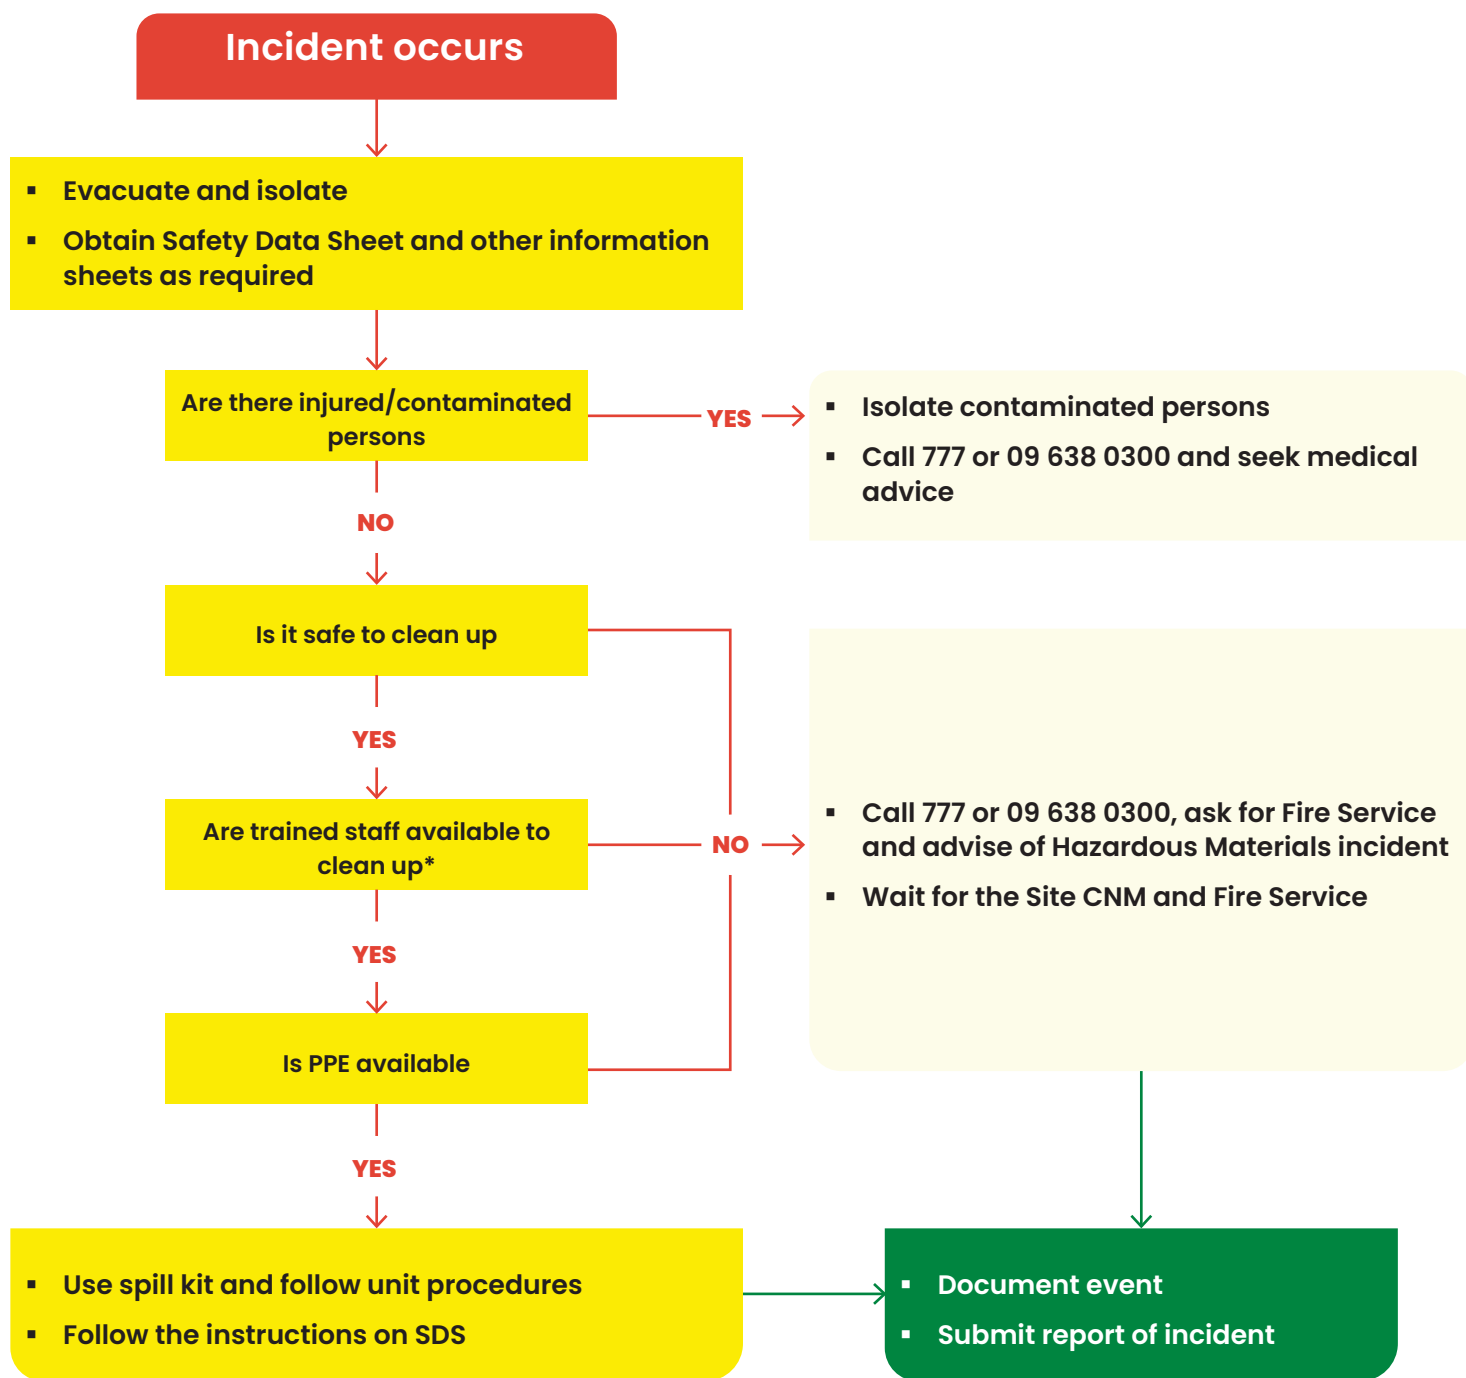 Incident occurs
▪ Evacuate and isolate
▪ Obtain Safety Data Sheet and other information
sheets as required
Are there injured/contaminated
persons
YES
▪ Isolate contaminated persons
▪ Call 777 or 09 638 0300 and seek medical
advice
NO
Is it safe to clean up
YES
Are trained staff available to
clean up*
NO
▪ Call 777 or 09 638 0300, ask for Fire Service
and advise of Hazardous Materials incident
▪ Wait for the Site CNM and Fire Service
YES
Is PPE available
YES
▪ Use spill kit and follow unit procedures
▪ Follow the instructions on SDS
▪ Document event
▪ Submit report of incident